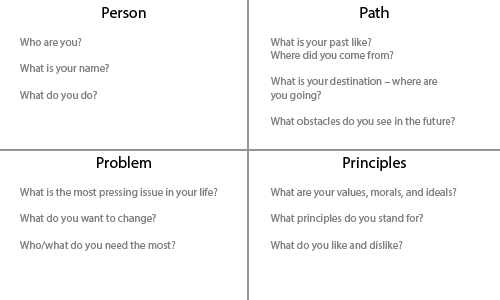 Person
Who are you?
What is your name?
What do you do?
Path
What is your past like?
Where did you come from?
What is your destination – where are
you going?
What obstacles do you see in the future?
Problem
What is the most pressing issue in your life?
What do you want to change?
Who/what do you need the most?
Principles
What are your values, morals, and ideals?
What principles do you stand for?
What do you like and dislike?